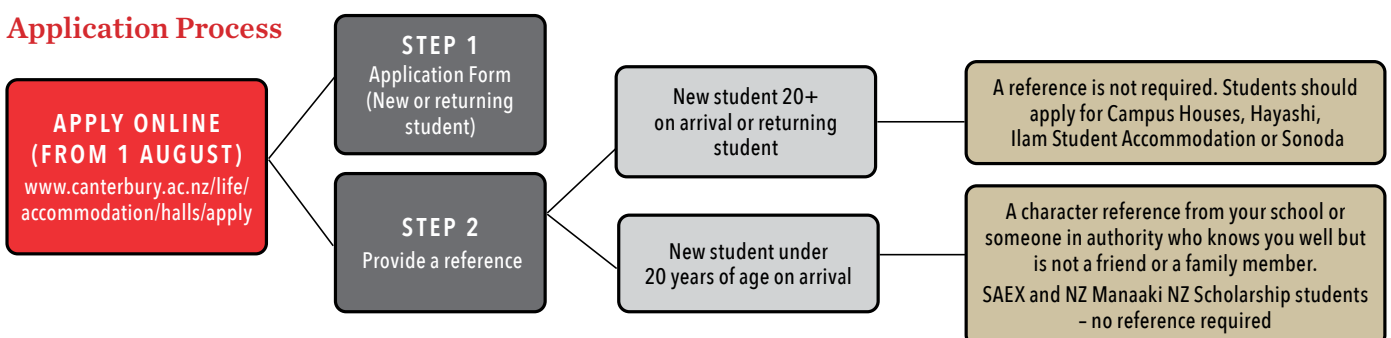 Application Process
APPLY ONLINE
(FROM 1 AUGUST)
www.canterbury.ac.nz/life/
accommodation/halls/apply
STEP 1
Application Form
(New or returning
student)
STEP 2
Provide a reference
New student 20+
on arrival or returning
student
New student under
20 years of age on arrival
A reference is not required. Students should
apply for Campus Houses, Hayashi,
Ilam Student Accommodation or Sonoda
A character reference from your school or
someone in authority who knows you well but
is not a friend or a family member.
SAEX and NZ Manaaki NZ Scholarship students
– no reference required